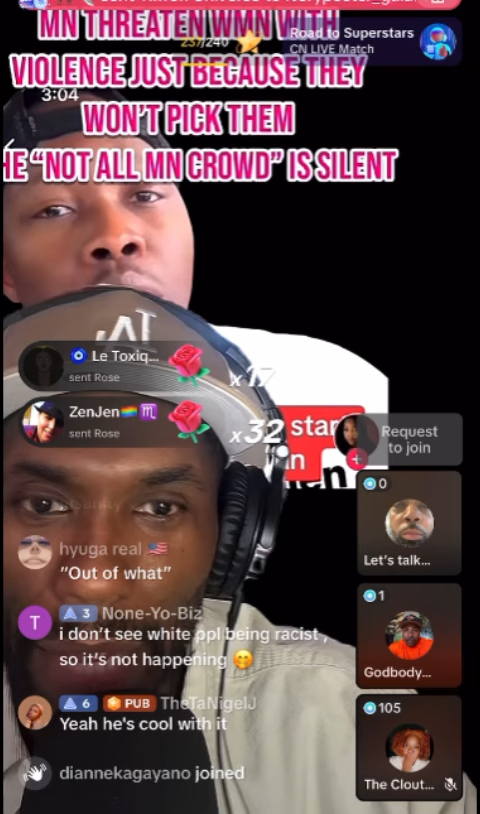 MN THREATEN WMN WITH
237/240
Road to Superstars
CN LIVE Match
VIOLENCE JUST BECAUSE THEY
3:04
WON'T PICK THEM
HE "NOT ALL MN CROWD" IS SILENT
Le Toxiq...
sent Rose
x17
ZenJen
sent Rose
x32
star
in
Request
to join
0
Let's talk...
hyuga real
"Out of what"
1
Godbody...
T
3 None-Yo-Biz
i don't see white ppl being racist ,
so it's not happening
6 PUB TheTaNigelJ
Yeah he's cool with it
105
The Clout...
diannekagayano joined